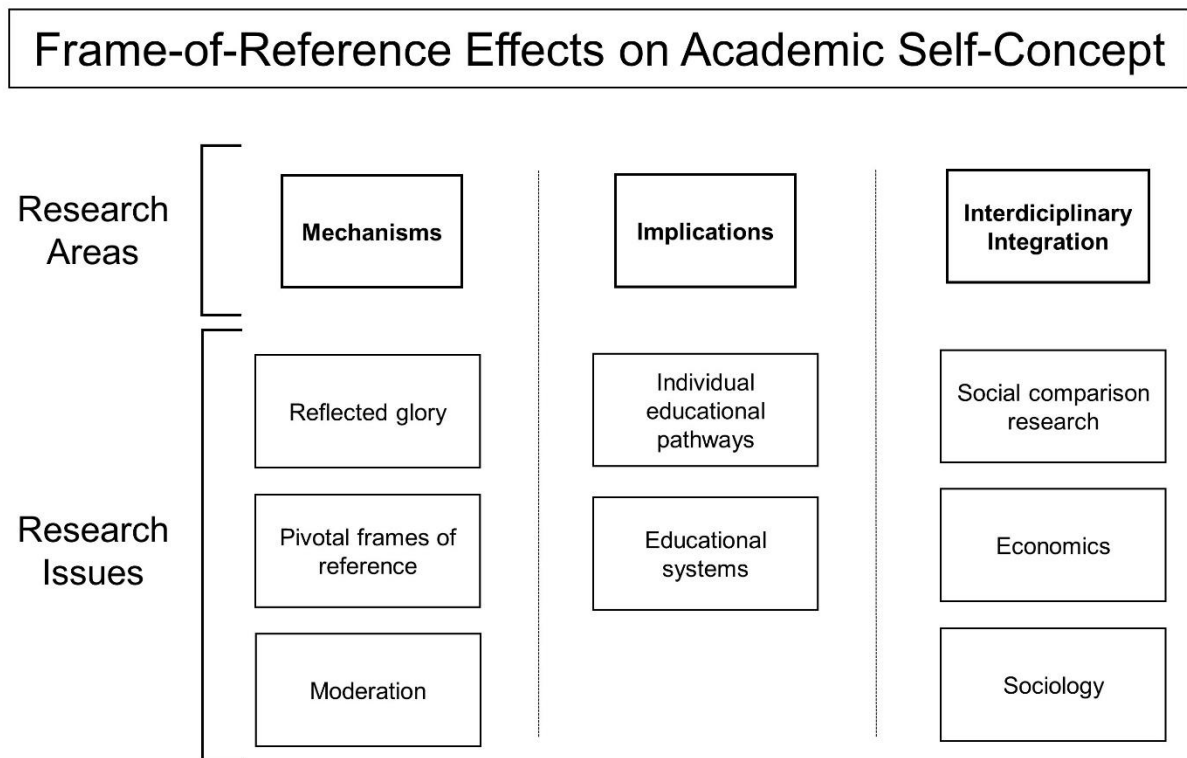 Frame-of-Reference Effects on Academic Self-Concept
Research
Areas
Mechanisms
Implications
Interdiciplinary
Integration
Research
Issues
Reflected glory
Pivotal frames of
reference
Moderation
Individual
educational
pathways
Educational
systems
Social comparison
research
Economics
Sociology